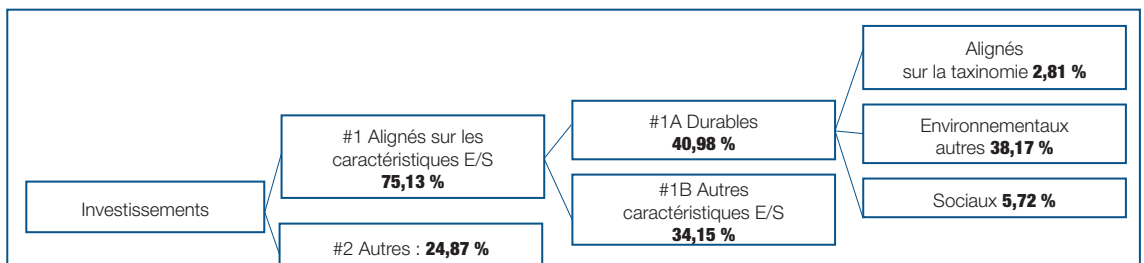 Investissements
#1 Alignés sur les
caractéristiques E/S
75,13 %
#2 Autres : 24,87 %
#1A Durables
40,98 %
#1B Autres
caractéristiques E/S
34,15 %
Alignés
sur la taxinomie 2,81 %
Environnementaux
autres 38,17 %
Sociaux 5,72 %